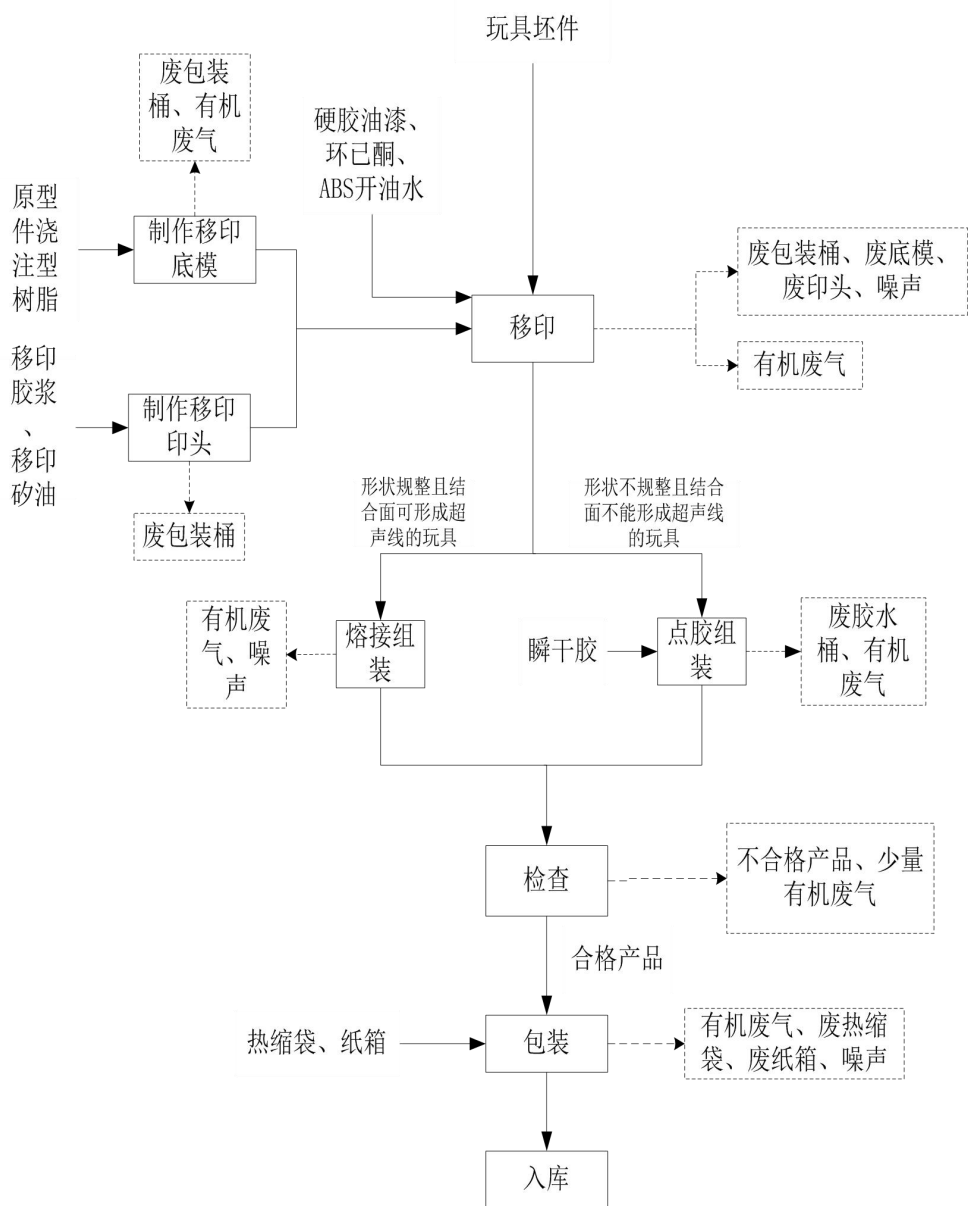 玩具坯件
废包装
桶、有机
废气
硬胶油漆、
环已酮、
ABS开油水
原型
件浇
注型
树脂
制作移印
底模
废包装桶、废底模、
废印头、噪声
移印
有机废气
移印
胶浆
、
移印
矽油
制作移印
印头
废包装桶
形状规整且结
合面可形成超
声线的玩具
形状不规整且结合
面不能形成超声线
的玩具
有机废
气、噪
声
熔接组
装
瞬干胶
点胶组
装
废胶水
桶、有机
废气
检查
不合格产品、少量
有机废气
合格产品
热缩袋、纸箱
包装
有机废气、废热缩
袋、废纸箱、噪声
入库